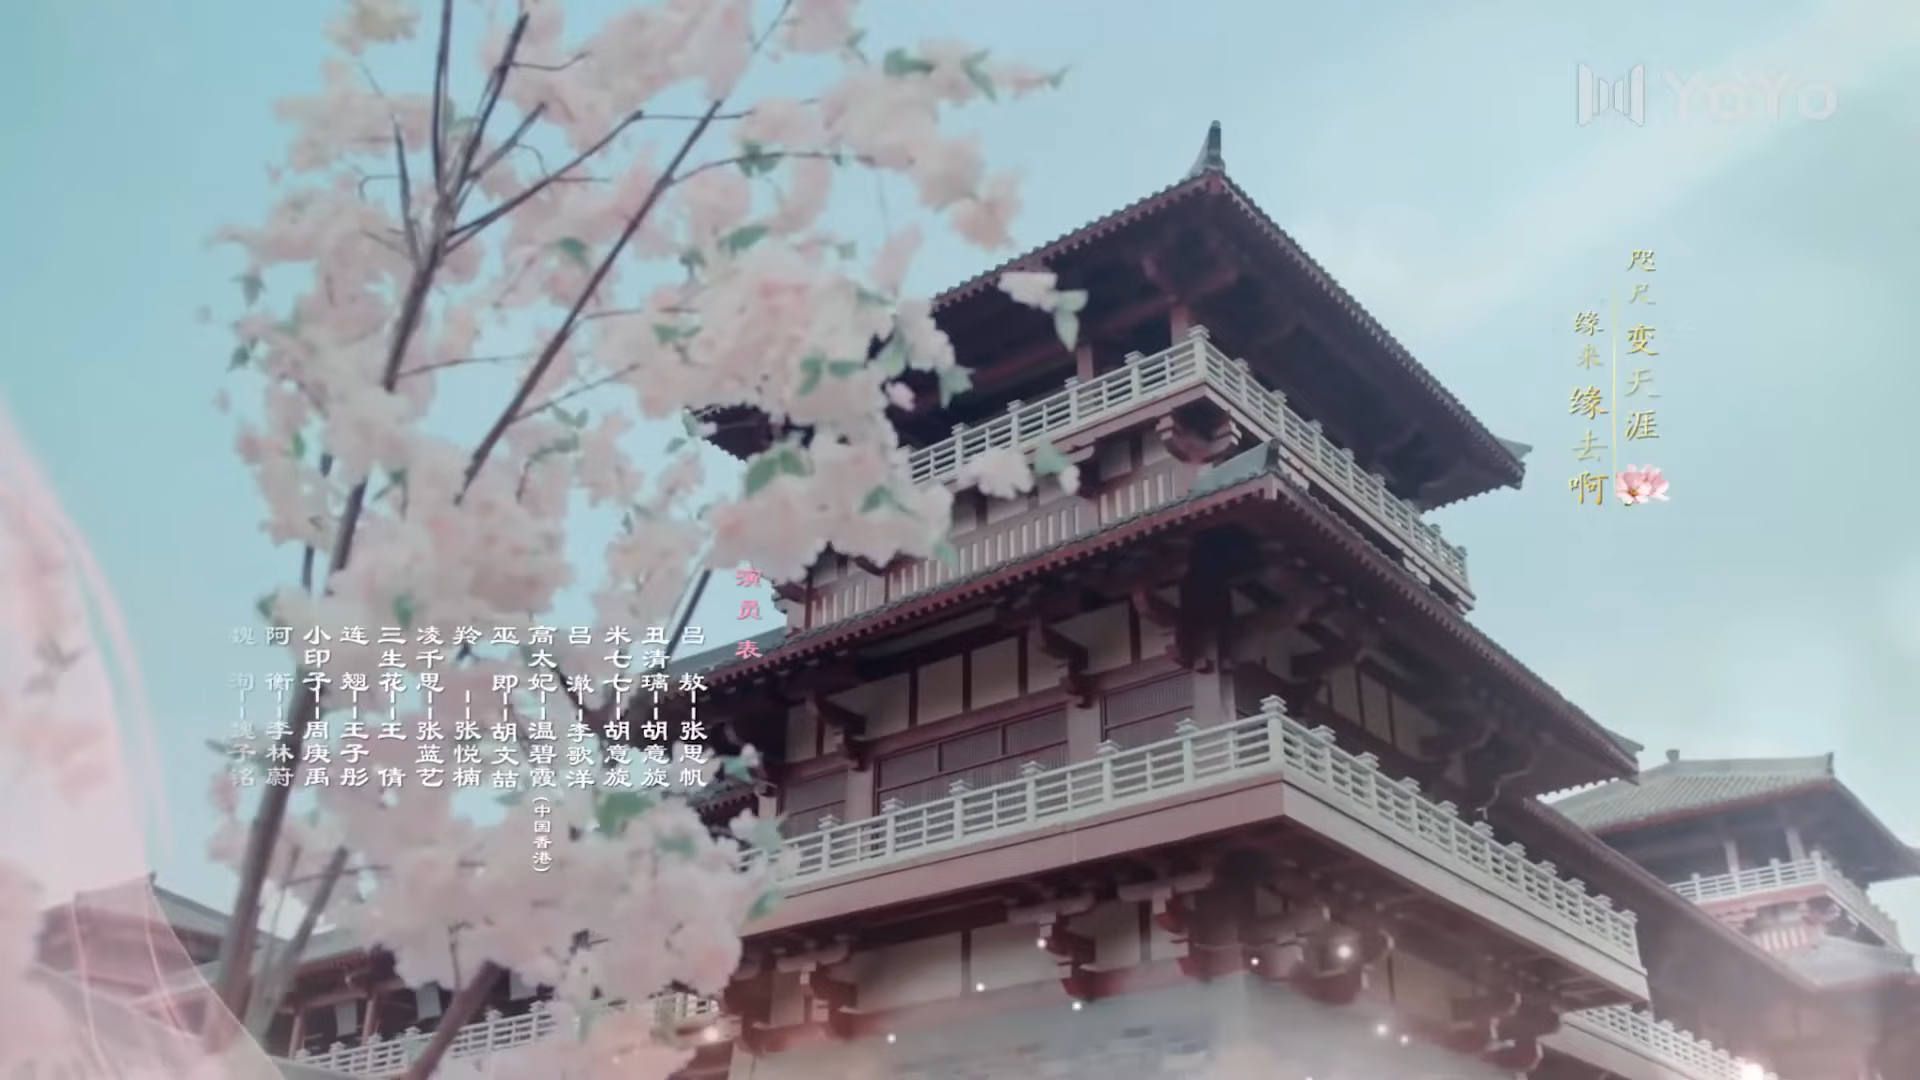 YoYo
咫尺变天涯
缘来缘去啊
演员表
吕敖——张思帆
丑清璃——胡意旋
米七七——胡意旋
吕澈——李歌洋
高太妃——温碧霞(中国香港)
巫即——胡文喆
羚——张悦楠
凌千思——张蓝艺
三生花——王倩
连翘——王子彤
小印子——周庚禹
阿衡——李林蔚
魏洵——魏子铭